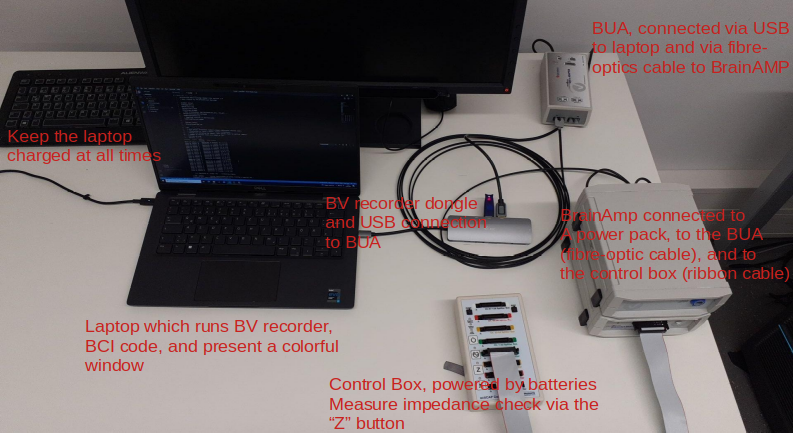 BUA, connected via USB
to laptop and via fibre-
optics cable to BrainAMP
Keep the laptop
charged at all times
BV recorder dongle
and USB connection
to BUA
BrainAmp connected to
A power pack, to the BUA
(fibre-optic cable), and to
the control box (ribbon cable)
Laptop which runs BV recorder,
BCI code, and present a colorful
window
Control Box, powered by batteries
Measure impedance check via the
“Z” button